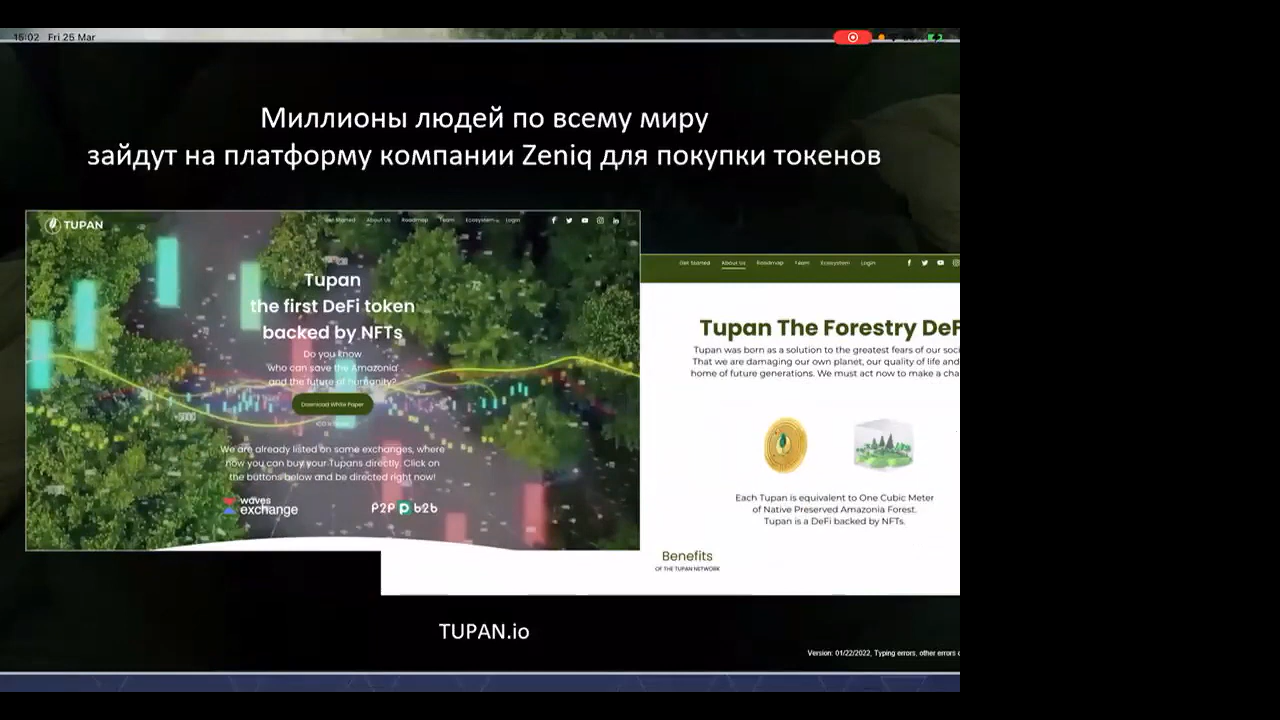 15:02 Fri 25 Mar
Миллионы людей по всему миру
зайдут на платформу компании Zeniq для покупки токенов
TUPAN
Get Started About Us Roadmap Team Ecosystem Login
Tupan
the first DeFi token
backed by NFTs
Do you know
who can save the Amazonia
and the future of humanity?
Download White Paper
We are already listed on some exchanges, where
now you can buy your Tupans directly. Click on
the buttons below and be directed right now!
waves
exchange
P2P b2b
Get Started About Us Roadmap Team Ecosystem Login
Tupan The Forestry DeF
Tupan was born as a solution to the greatest fears of our soci
That we are damaging our own planet, our quality of life and
home of future generations. We must act now to make a cha
Each Tupan is equivalent to One Cubic Meter
of Native Preserved Amazonia Forest.
Tupan is a DeFi backed by NFTs.
Benefits
OF THE TUPAN NETWORK
TUPAN.io
Version: 01/22/2022, Typing errors, other errors